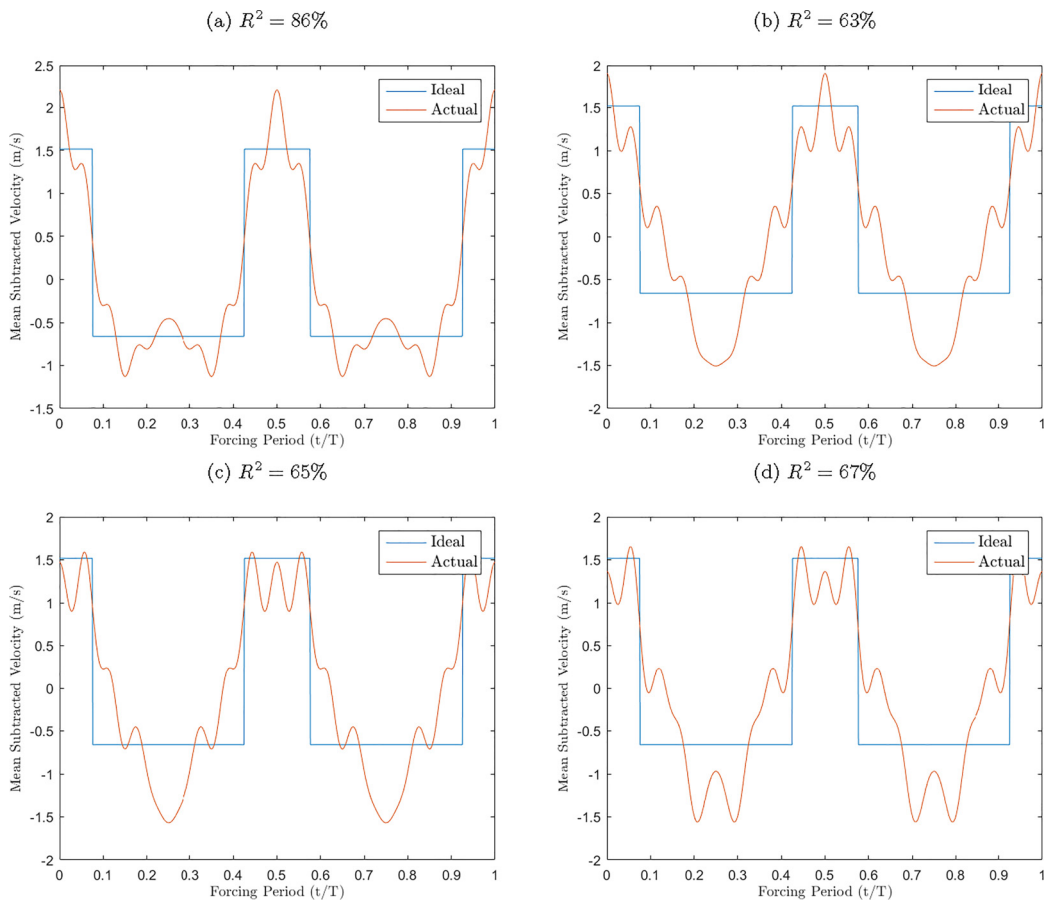 (a) R² = 86%
(b) R² = 63%
2.5
2
1.5
1
0.5
0
-0.5
-1
-1.5
Mean Subtracted Velocity (m/s)
Ideal
Actual
0 0.1 0.2 0.3 0.4 0.5 0.6 0.7 0.8 0.9 1
Forcing Period (t/T)
2
1.5
1
0.5
0
-0.5
-1
-1.5
-2
Mean Subtracted Velocity (m/s)
Ideal
Actual
0 0.1 0.2 0.3 0.4 0.5 0.6 0.7 0.8 0.9 1
Forcing Period (t/T)
(c) R² = 65%
(d) R² = 67%
2
1.5
1
0.5
0
-0.5
-1
-1.5
-2
Mean Subtracted Velocity (m/s)
Ideal
Actual
0 0.1 0.2 0.3 0.4 0.5 0.6 0.7 0.8 0.9 1
Forcing Period (t/T)
2
1.5
1
0.5
0
-0.5
-1
-1.5
-2
Mean Subtracted Velocity (m/s)
Ideal
Actual
0 0.1 0.2 0.3 0.4 0.5 0.6 0.7 0.8 0.9 1
Forcing Period (t/T)